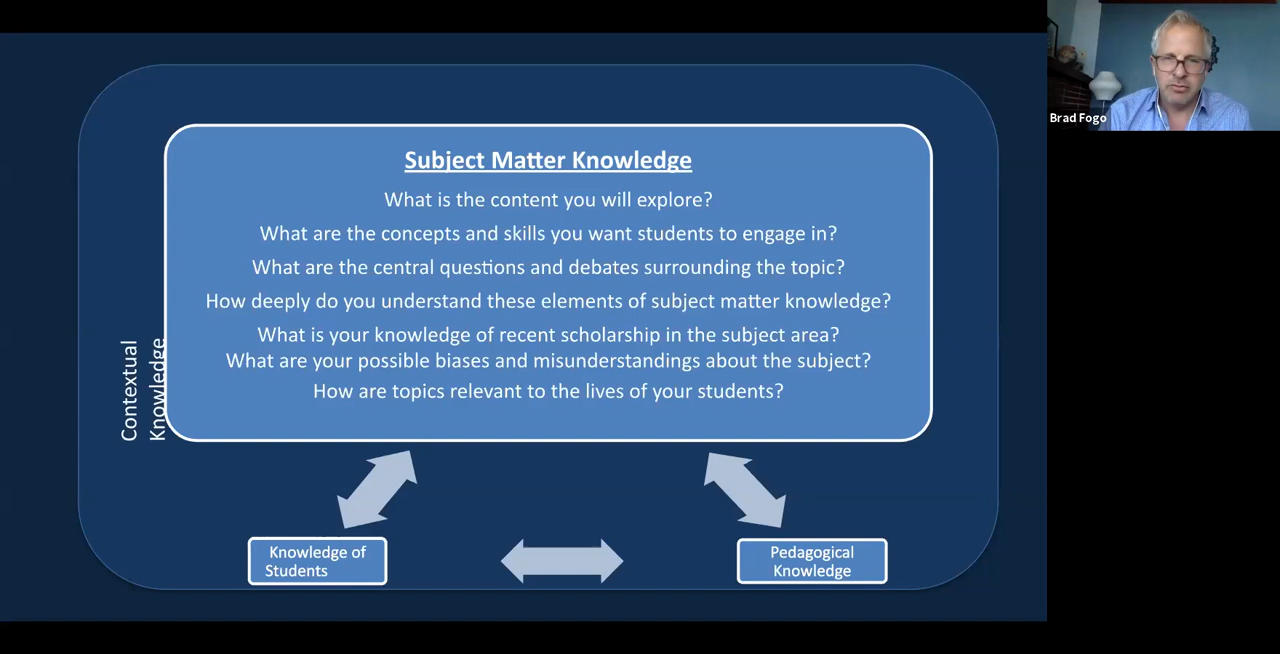 Brad Fogo
Subject Matter Knowledge
What is the content you will explore?
What are the concepts and skills you want students to engage in?
What are the central questions and debates surrounding the topic?
How deeply do you understand these elements of subject matter knowledge?
What is your knowledge of recent scholarship in the subject area?
What are your possible biases and misunderstandings about the subject?
How are topics relevant to the lives of your students?
Contextual
Knowledge
Knowledge of
Students
Pedagogical
Knowledge